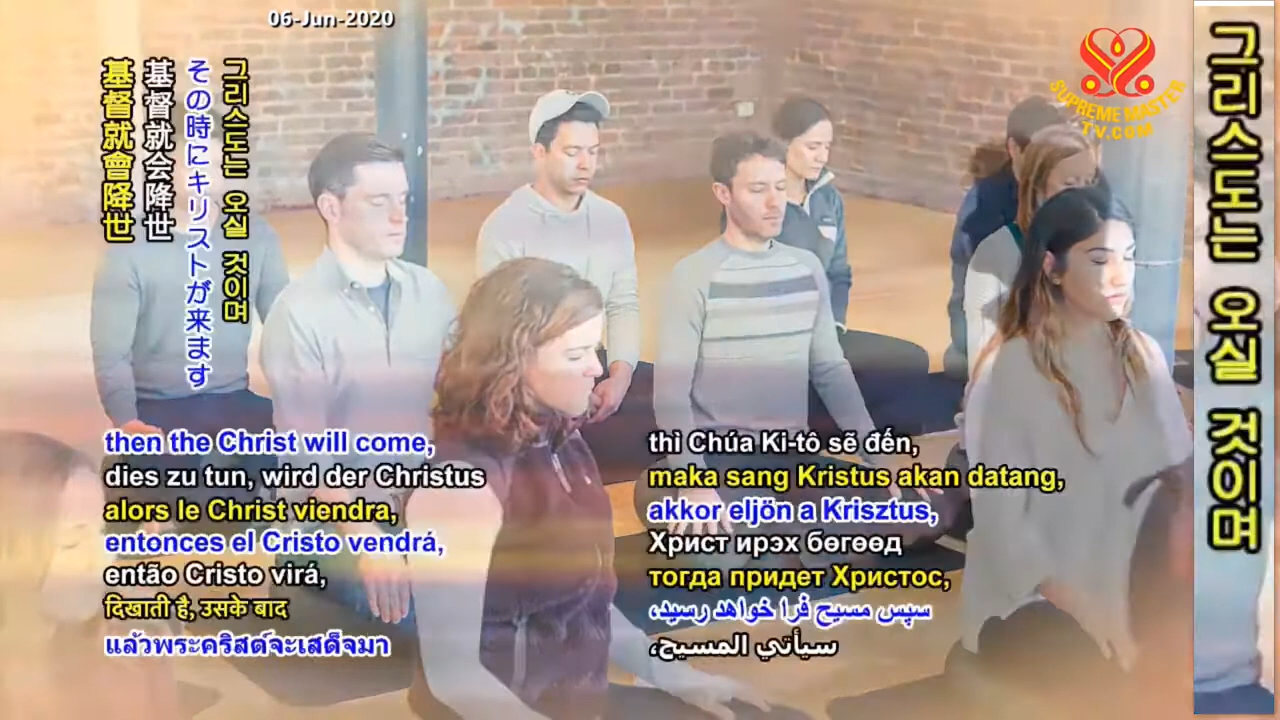 06-Jun-2020
SUPREME MASTER
TV.COM
그리스도는 오실 것이며
その時にキリストが来ます
基督就会降世
基督就會降世
then the Christ will come,
dies zu tun, wird der Christus
alors le Christ viendra,
entonces el Cristo vendrá,
então Cristo virá,
दिखाती है, उसके बाद
แล้วพระคริสต์จะเสด็จมา
thì Chúa Ki-tô sẽ đến,
maka sang Kristus akan datang,
akkor eljön a Krisztus,
Христ ирэх бөгөөд
тогда придет Христос,
سپس مسیح فرا خواهد رسید،
سيأتي المسيح،
그리스도는 오실 것이며